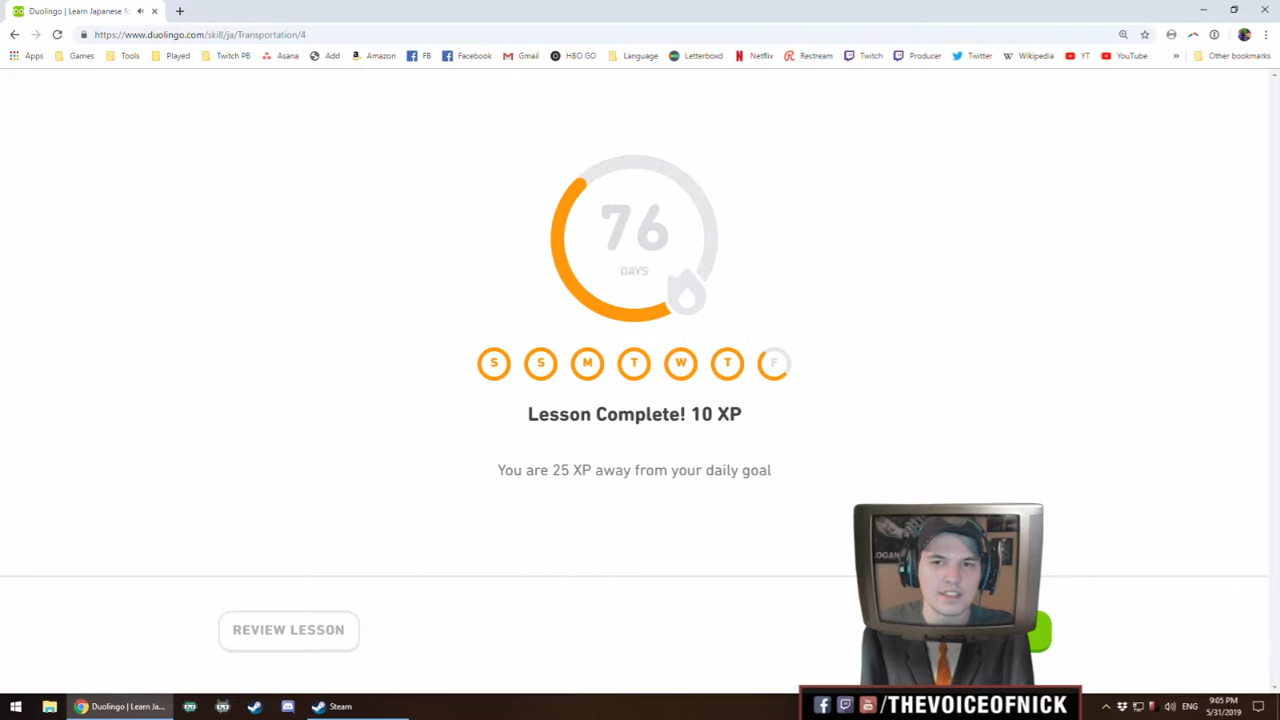 Duolingo | Learn Japanese f
https://www.duolingo.com/skill/ja/Transportation/4
Apps Games Tools Played Twitch PB Asana Add Amazon FB Facebook Gmail HBO GO Language Letterboxd Netflix Restream Twitch Producer Twitter Wikipedia YT YouTube » Other bookmarks
76
DAYS
S S M T W T F
Lesson Complete! 10 XP
You are 25 XP away from your daily goal
OGAN
REVIEW LESSON
/THEVOICEOFNICK
Duolingo | Learn Ja... Steam ENG 9:05 PM
5/31/2019